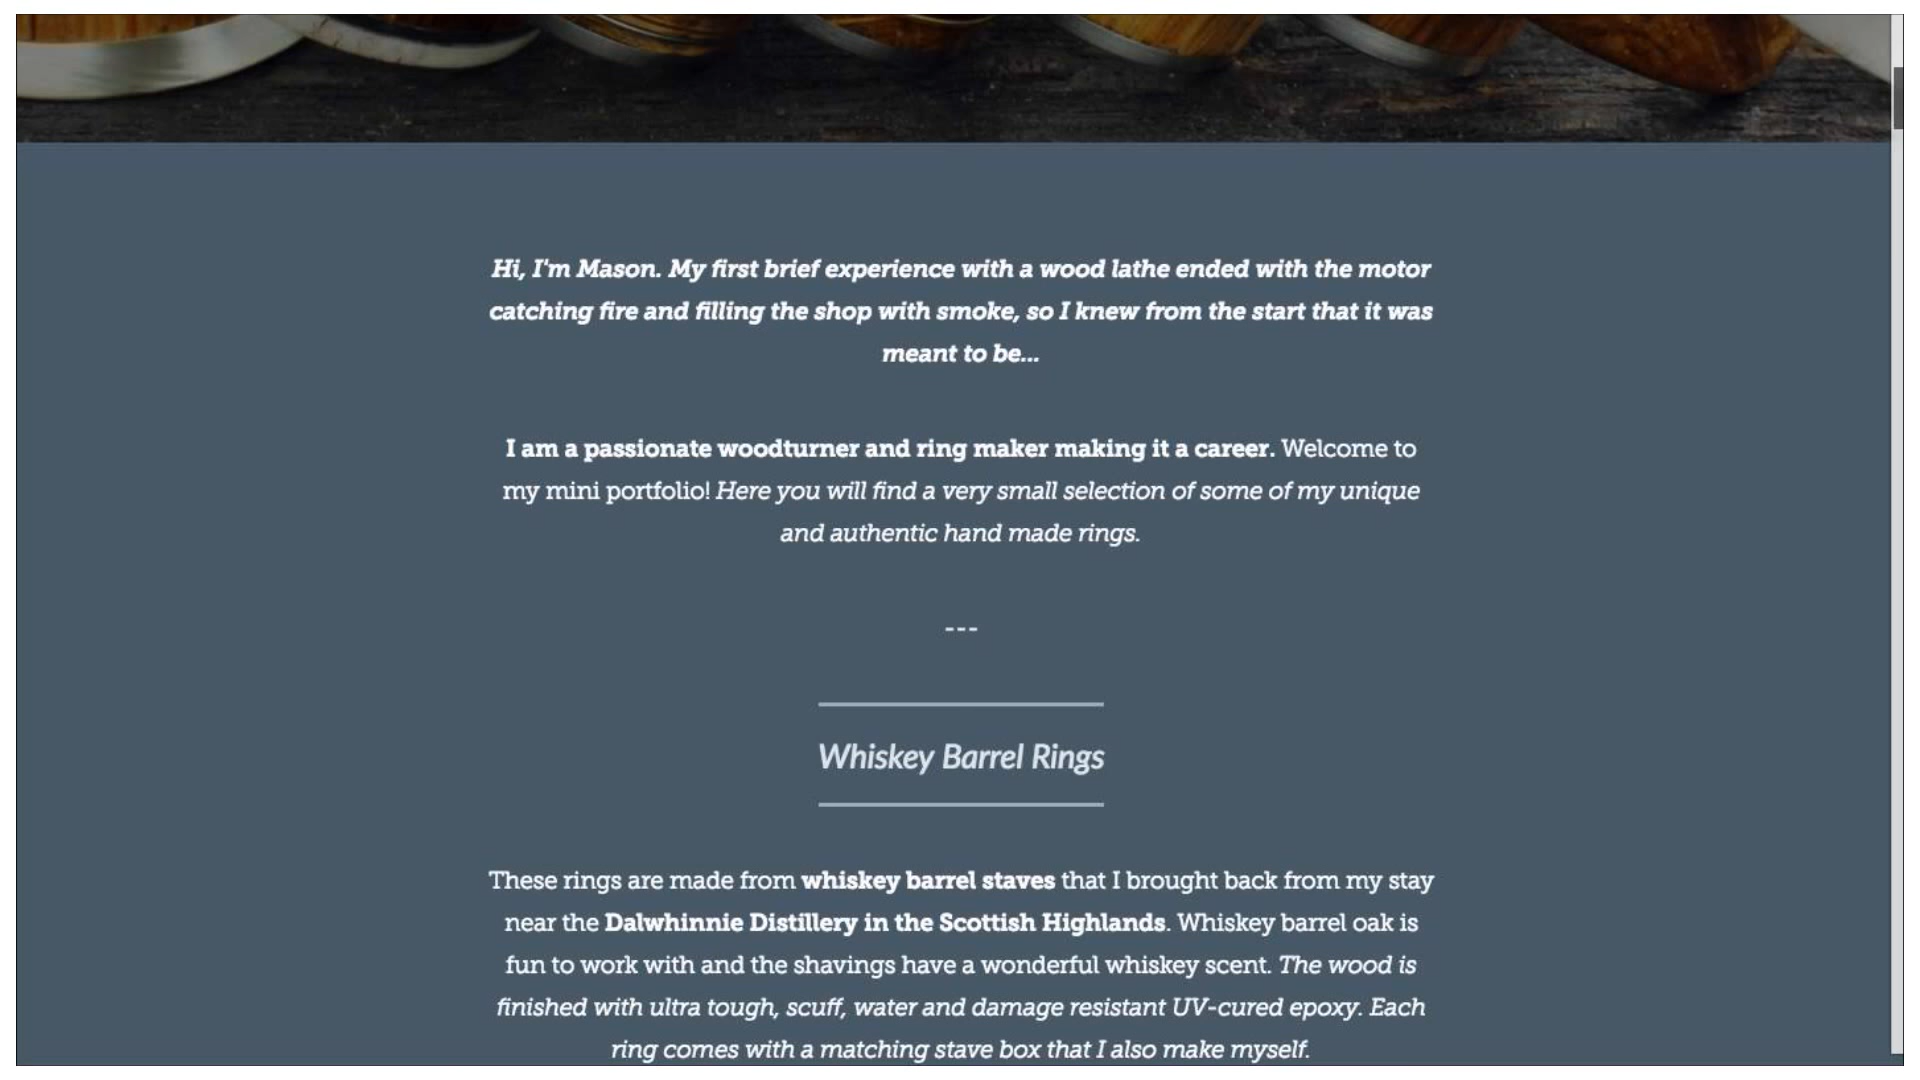 Hi, I'm Mason. My first brief experience with a wood lathe ended with the motor
catching fire and filling the shop with smoke, so I knew from the start that it was
meant to be...
I am a passionate woodturner and ring maker making it a career. Welcome to
my mini portfolio! Here you will find a very small selection of some of my unique
and authentic hand made rings.
---
Whiskey Barrel Rings
These rings are made from whiskey barrel staves that I brought back from my stay
near the Dalwhinnie Distillery in the Scottish Highlands. Whiskey barrel oak is
fun to work with and the shavings have a wonderful whiskey scent. The wood is
finished with ultra tough, scuff, water and damage resistant UV-cured epoxy. Each
ring comes with a matching stave box that I also make myself.